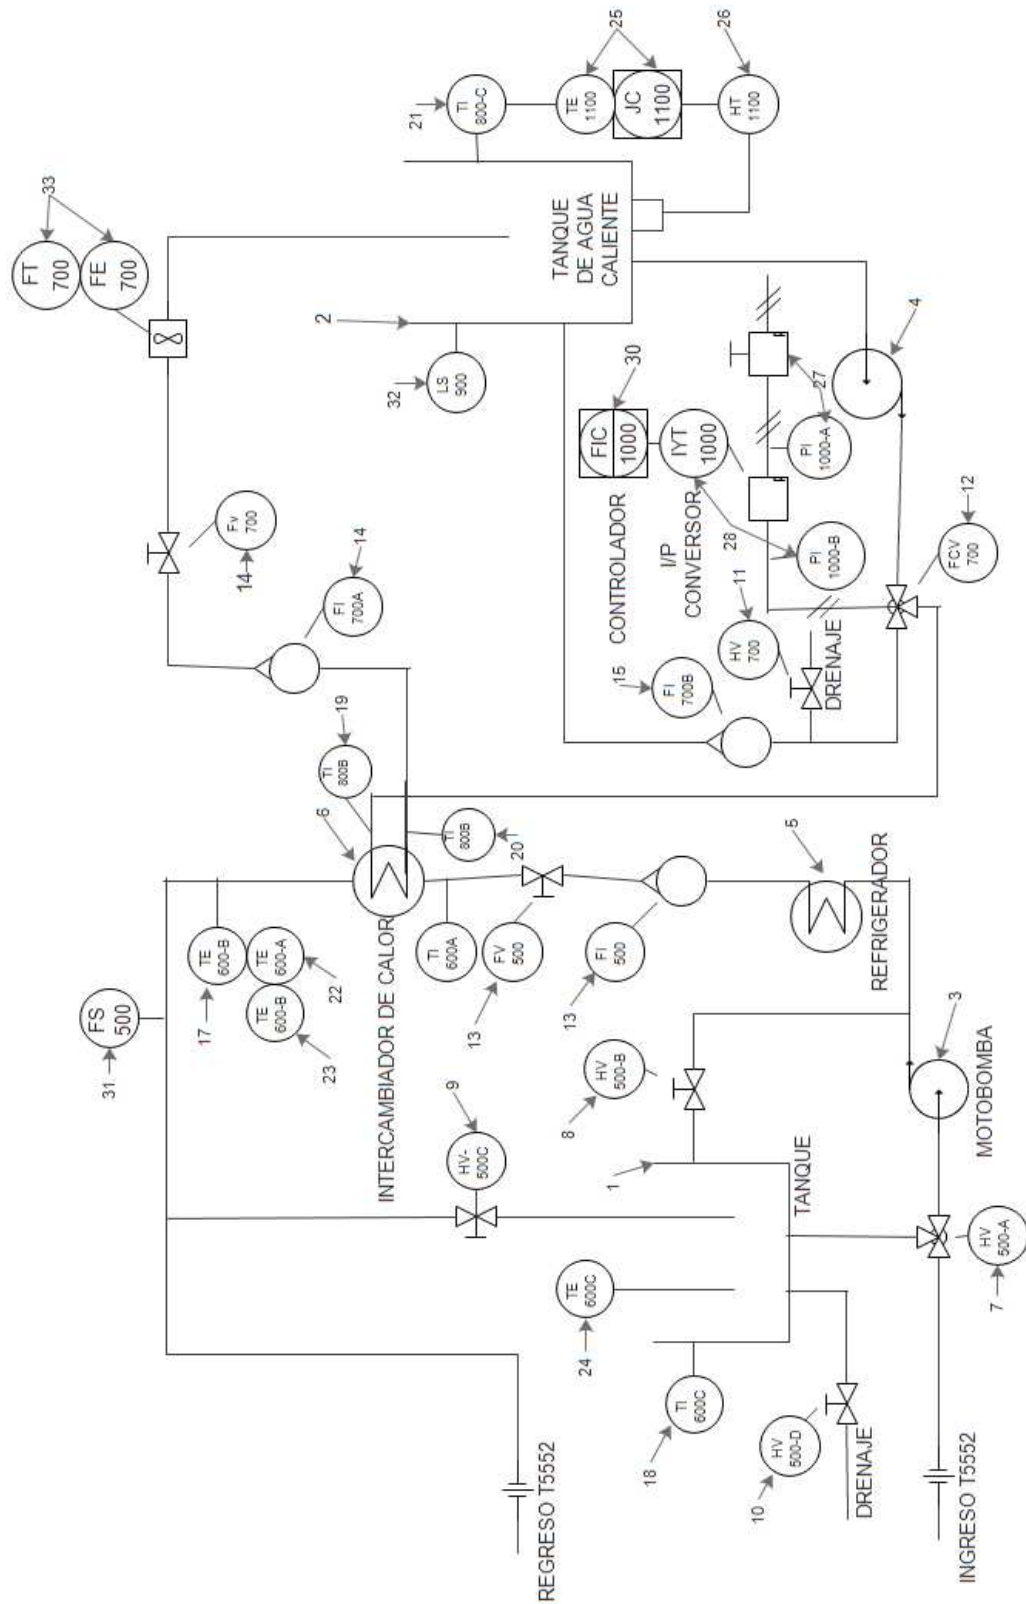 31
FS
500
17
TE
600-B
TE
600-A
22
TE
600-B
23
6
19
TI
800B
TI
800B
20
INTERCAMBIADOR DE CALOR
TI
600A
FV
500
13
FI
500
13
5
REFRIGERADOR
9
HV-
500C
8
HV
500-B
1
TANQUE
3
MOTOBOMBA
24
TE
600C
TI
600C
18
HV
500-D
10
DRENAJE
HV
500-A
7
REGRESO T5552
INGRESO T5552
FT
700
FE
700
33
Fv
700
14
FI
700A
14
21
TI
800-C
25
TE
1100
JC
1100
26
HT
1100
2
LS
900
32
TANQUE
DE AGUA
CALIENTE
4
30
FIC
1000
IYT
1000
CONTROLADOR
I/P
CONVERSOR
27
PI
1000-A
28
PI
1000-B
11
HV
700
DRENAJE
15
FI
700B
12
FCV
700